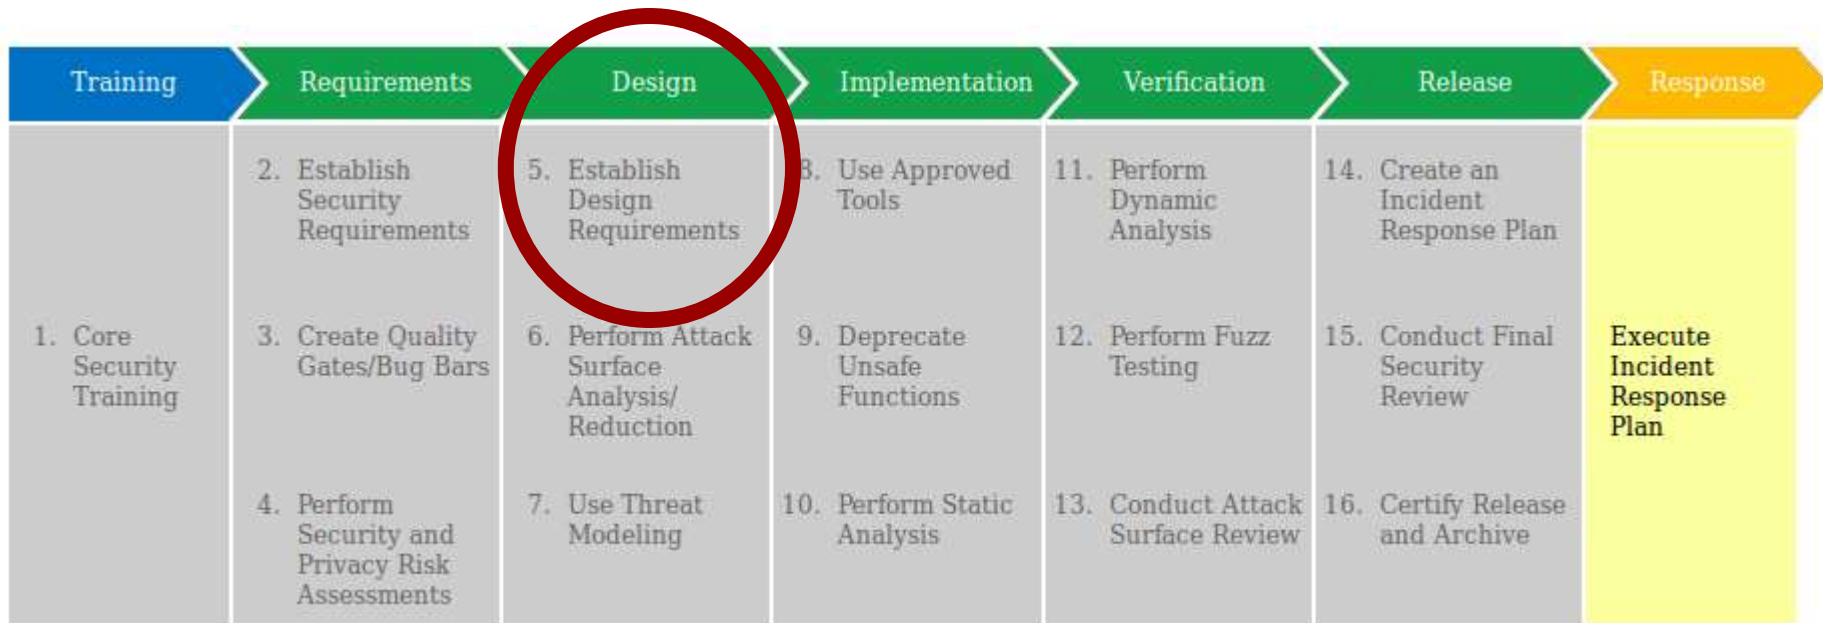 Training
Requirements
Design
Implementation
Verification
Release
Response
1. Core
Security
Training
2. Establish
Security
Requirements
3. Create Quality
Gates/Bug Bars
4. Perform
Security and
Privacy Risk
Assessments
5. Establish
Design
Requirements
6. Perform Attack
Surface
Analysis/
Reduction
7. Use Threat
Modeling
8. Use Approved
Tools
9. Deprecate
Unsafe
Functions
10. Perform Static
Analysis
11. Perform
Dynamic
Analysis
12. Perform Fuzz
Testing
13. Conduct Attack
Surface Review
14. Create an
Incident
Response Plan
15. Conduct Final
Security
Review
16. Certify Release
and Archive
Execute
Incident
Response
Plan